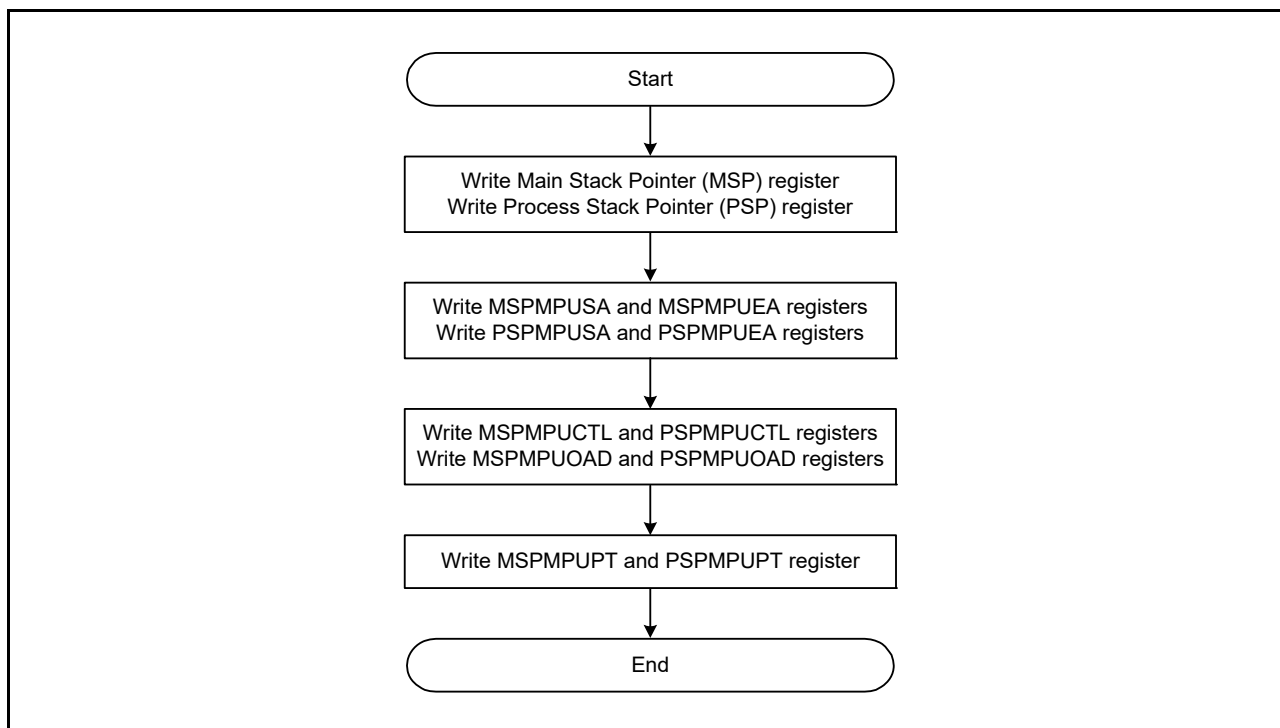 Start
Write Main Stack Pointer (MSP) register
Write Process Stack Pointer (PSP) register
Write MSPMPUSA and MSPMPUEA registers
Write PSPMPUSA and PSPMPUEA registers
Write MSPMPUCTL and PSPMPUCTL registers
Write MSPMPUOAD and PSPMPUOAD registers
Write MSPMPUPT and PSPMPUPT register
End